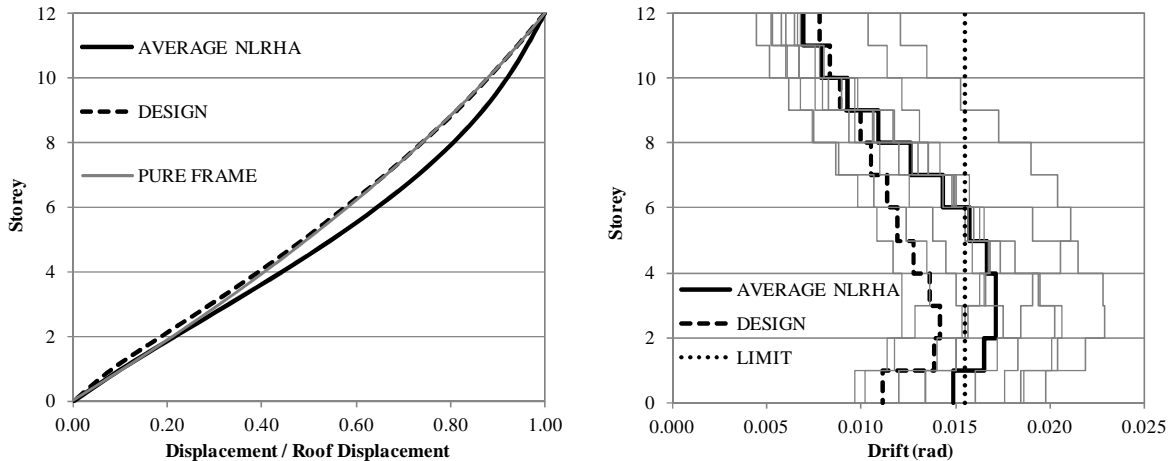 12
10
8
6
4
2
0
Storey
AVERAGE NLRHA
DESIGN
PURE FRAME
0.00 0.20 0.40 0.60 0.80 1.00
Displacement / Roof Displacement
12
10
8
6
4
2
0
Storey
AVERAGE NLRHA
DESIGN
LIMIT
0.000 0.005 0.010 0.015 0.020 0.025
Drift (rad)